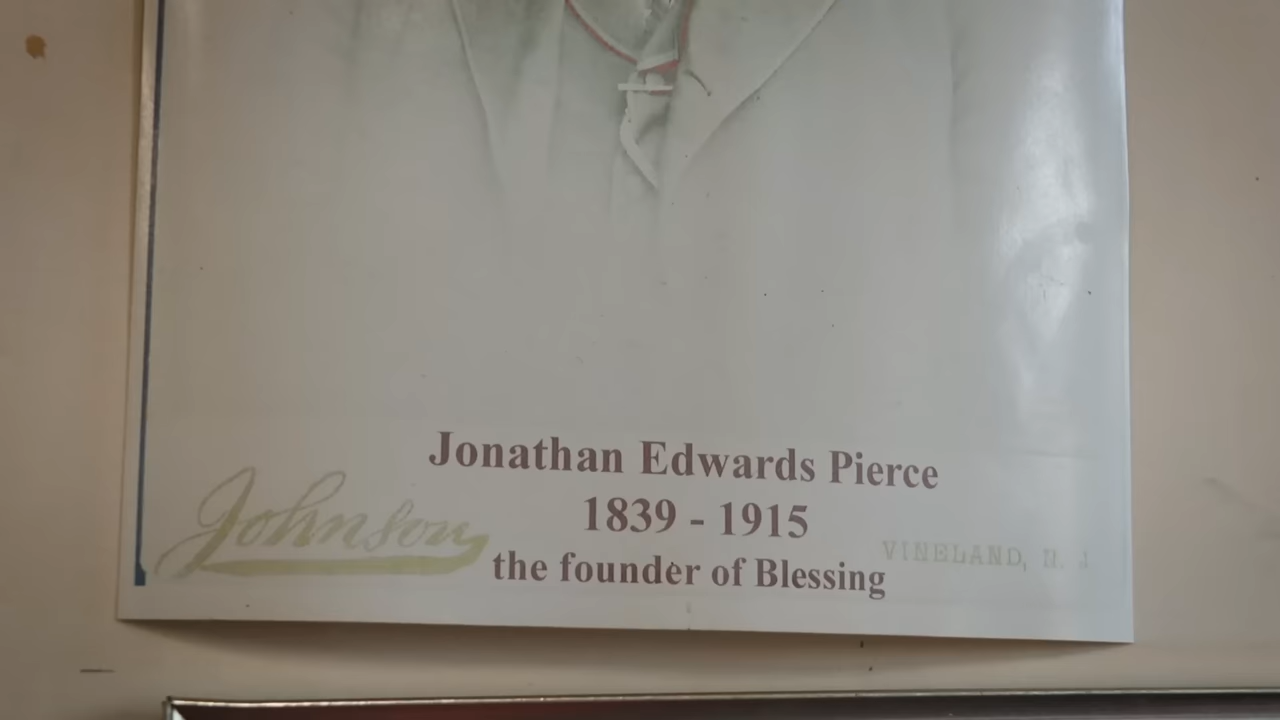 Jonathan Edwards Pierce
1839 - 1915
the founder of Blessing
Johnson
VINELAND, N. J